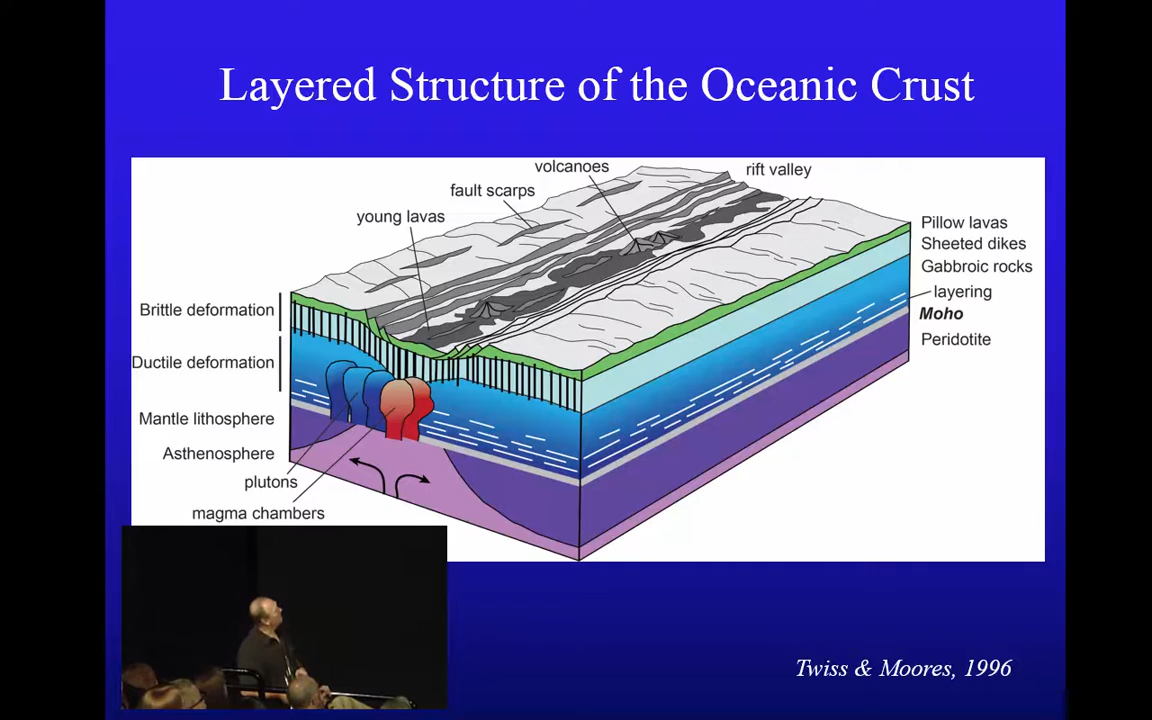 Layered Structure of the Oceanic Crust
volcanoes
rift valley
fault scarps
young lavas
Pillow lavas
Sheeted dikes
Gabbroic rocks
layering
Moho
Peridotite
Brittle deformation
Ductile deformation
Mantle lithosphere
Asthenosphere
plutons
magma chambers
Twiss & Moores, 1996